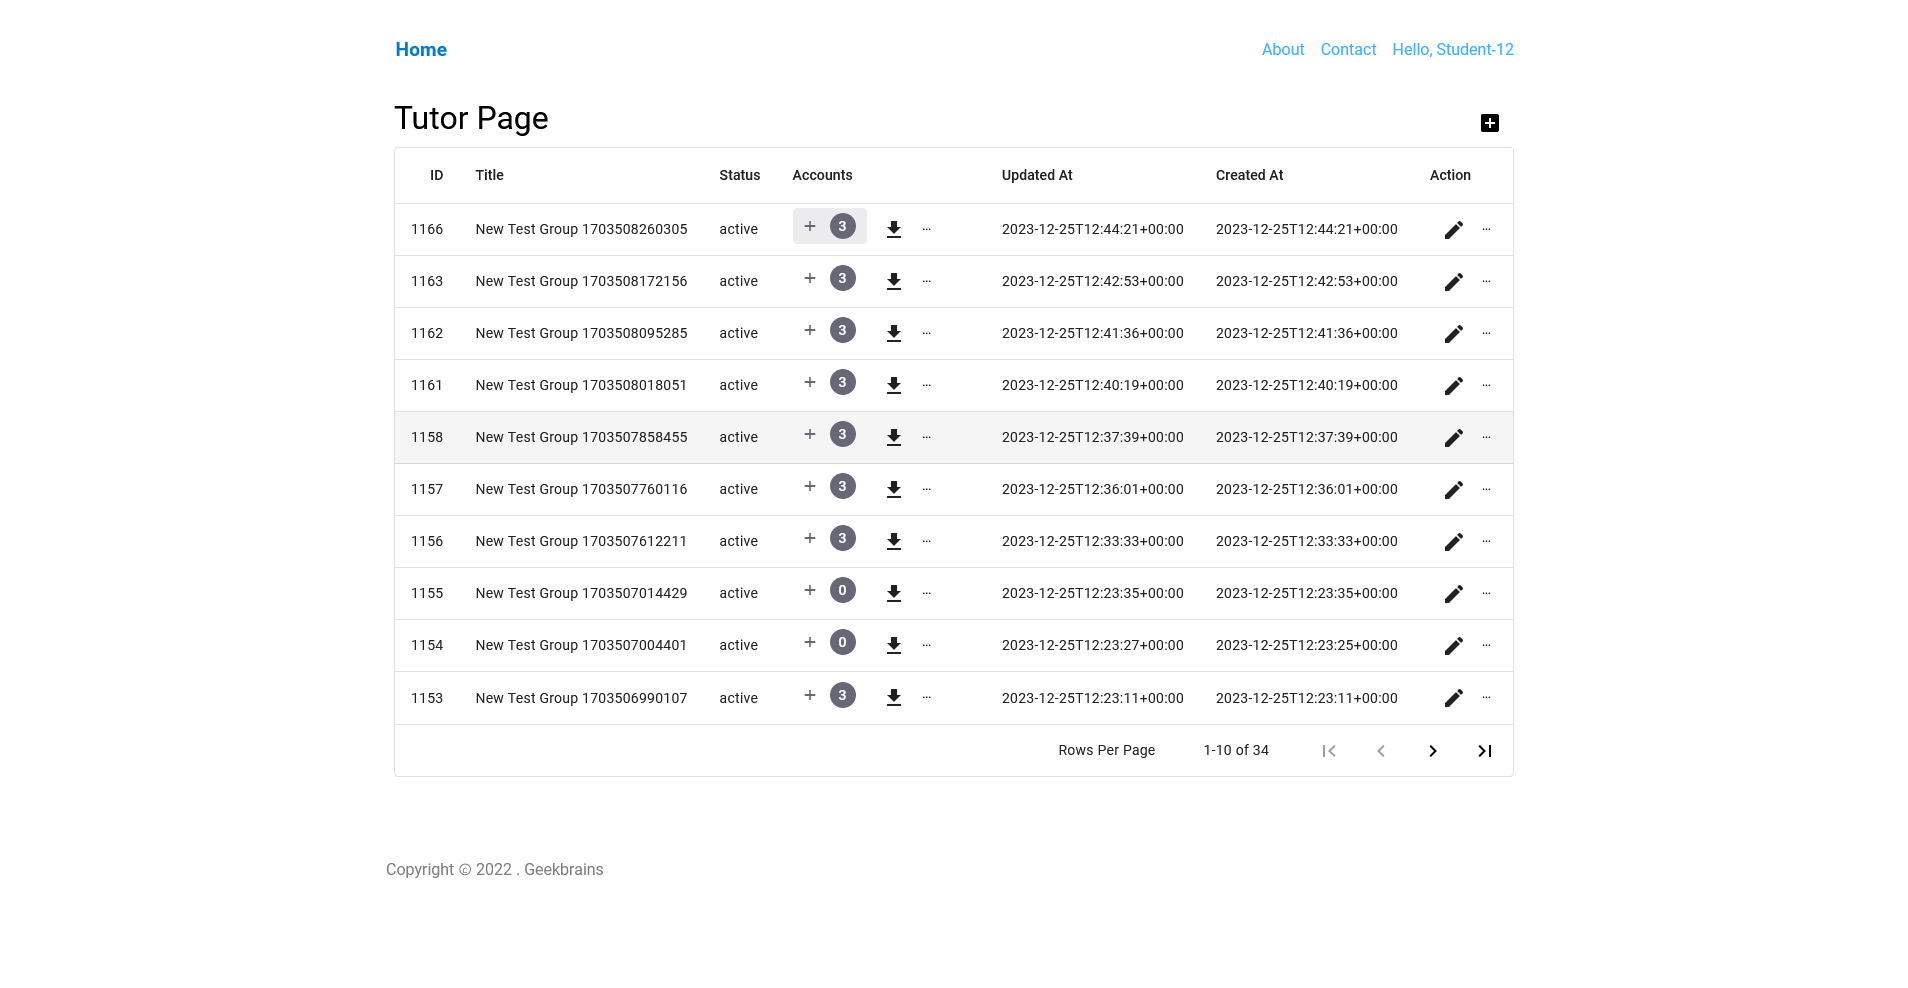 Home About Contact Hello, Student-12
Tutor Page
ID Title Status Accounts Updated At Created At Action
1166 New Test Group 1703508260305 active + 3 ... 2023-12-25T12:44:21+00:00 2023-12-25T12:44:21+00:00 ...
1163 New Test Group 1703508172156 active + 3 ... 2023-12-25T12:42:53+00:00 2023-12-25T12:42:53+00:00 ...
1162 New Test Group 1703508095285 active + 3 ... 2023-12-25T12:41:36+00:00 2023-12-25T12:41:36+00:00 ...
1161 New Test Group 1703508018051 active + 3 ... 2023-12-25T12:40:19+00:00 2023-12-25T12:40:19+00:00 ...
1158 New Test Group 1703507858455 active + 3 ... 2023-12-25T12:37:39+00:00 2023-12-25T12:37:39+00:00 ...
1157 New Test Group 1703507760116 active + 3 ... 2023-12-25T12:36:01+00:00 2023-12-25T12:36:01+00:00 ...
1156 New Test Group 1703507612211 active + 3 ... 2023-12-25T12:33:33+00:00 2023-12-25T12:33:33+00:00 ...
1155 New Test Group 1703507014429 active + 0 ... 2023-12-25T12:23:35+00:00 2023-12-25T12:23:35+00:00 ...
1154 New Test Group 1703507004401 active + 0 ... 2023-12-25T12:23:27+00:00 2023-12-25T12:23:25+00:00 ...
1153 New Test Group 1703506990107 active + 3 ... 2023-12-25T12:23:11+00:00 2023-12-25T12:23:11+00:00 ...
Rows Per Page 1-10 of 34
Copyright © 2022 . Geekbrains